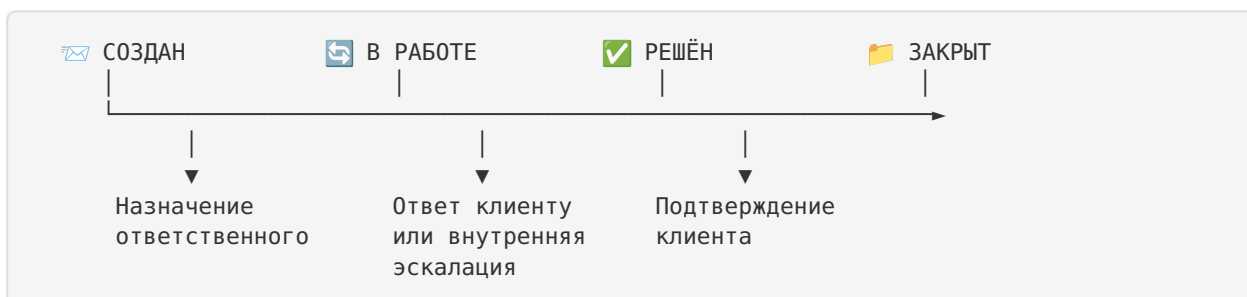 📨 СОЗДАН 🔄 В РАБОТЕ ✅ РЕШЁН 📁 ЗАКРЫТ
Назначение Ответ клиенту Подтверждение
ответственного или внутренняя клиента
эскалация